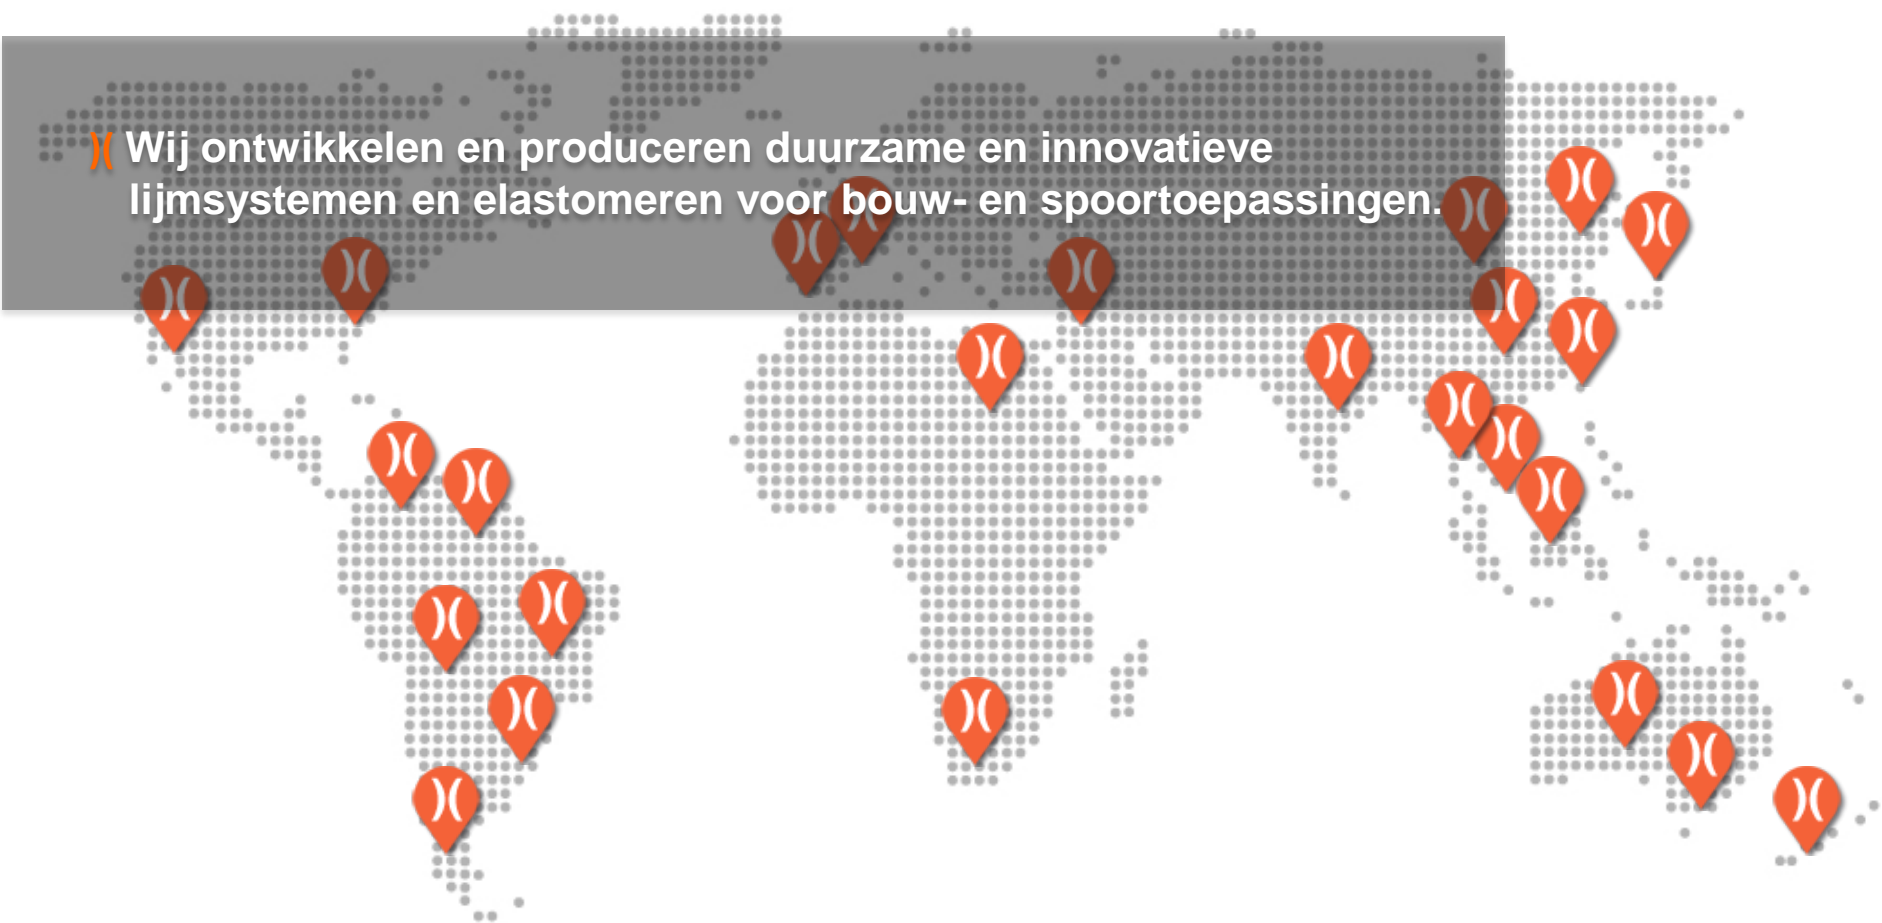 )( Wij ontwikkelen en produceren duurzame en innovatieve
lijmsystemen en elastomeren voor bouw- en spoortoepassingen.